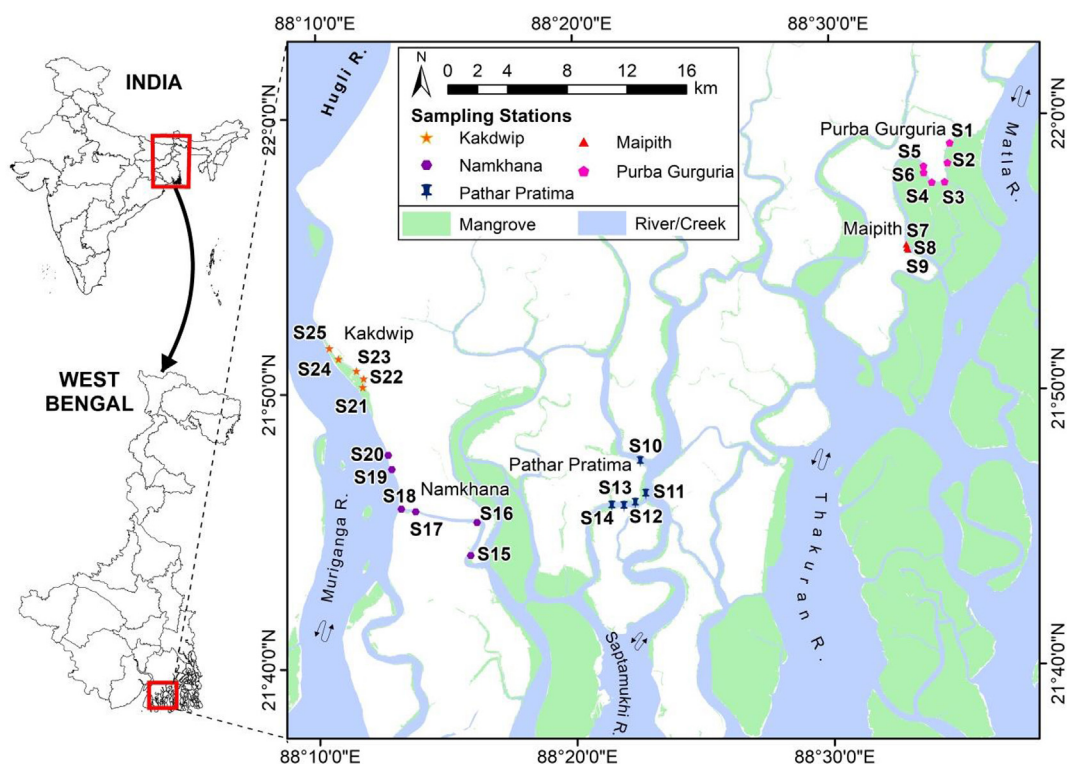 88°10'0"E 88°20'0"E 88°30'0"E
INDIA
WEST
BENGAL
Hugli R.
N
0 2 4 8 12 16
km
Sampling Stations
Kakdwip
Namkhana
Pathar Pratima
Maipith
Purba Gurguria
Mangrove
River/Creek
22°0'0"N
22°0'0"N
Purba Gurguria
S1
S2
S5
S6
S4
S3
Matla R.
Maipith
S7
S8
S9
S25
Kakdwip
S23
S24
S22
S21
21°50'0"N
21°50'0"N
S20
S19
S18
Namkhana
S17
S16
S15
S10
Pathar Pratima
S13
S11
S14
S12
Muriganga R.
Saptamukhi R.
Thakuran R.
21°40'0"N
21°40'0"N
88°10'0"E 88°20'0"E 88°30'0"E